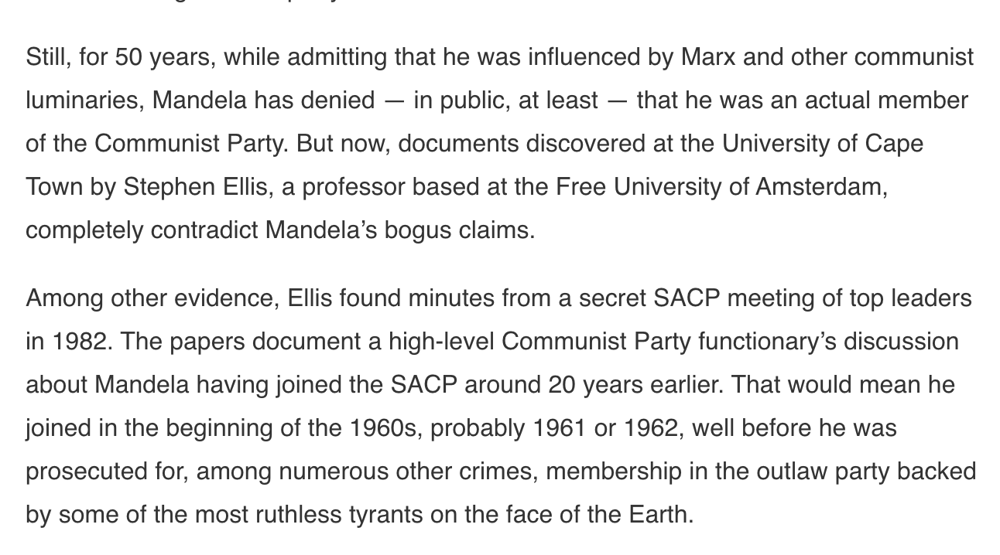 Still, for 50 years, while admitting that he was influenced by Marx and other communist
luminaries, Mandela has denied — in public, at least — that he was an actual member
of the Communist Party. But now, documents discovered at the University of Cape
Town by Stephen Ellis, a professor based at the Free University of Amsterdam,
completely contradict Mandela’s bogus claims.
Among other evidence, Ellis found minutes from a secret SACP meeting of top leaders
in 1982. The papers document a high-level Communist Party functionary’s discussion
about Mandela having joined the SACP around 20 years earlier. That would mean he
joined in the beginning of the 1960s, probably 1961 or 1962, well before he was
prosecuted for, among numerous other crimes, membership in the outlaw party backed
by some of the most ruthless tyrants on the face of the Earth.